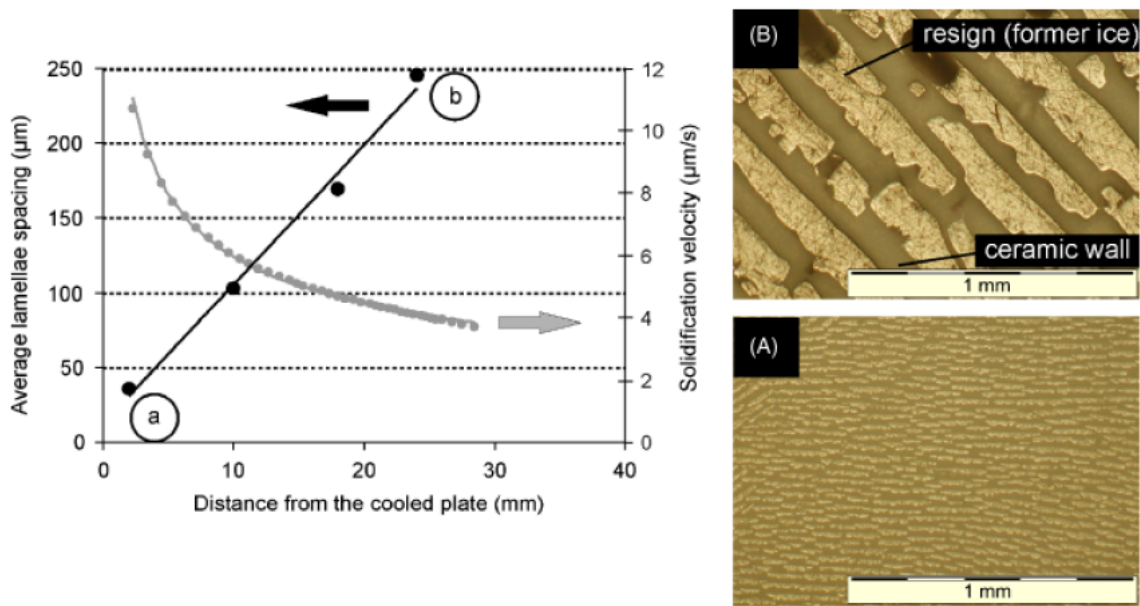 250
200
150
100
50
0
Average lamellae spacing (µm)
0
10
20
30
40
Distance from the cooled plate (mm)
12
10
8
6
4
2
0
Solidification velocity (µm/s)
a
b
(B)
resign (former ice)
ceramic wall
1 mm
(A)
1 mm